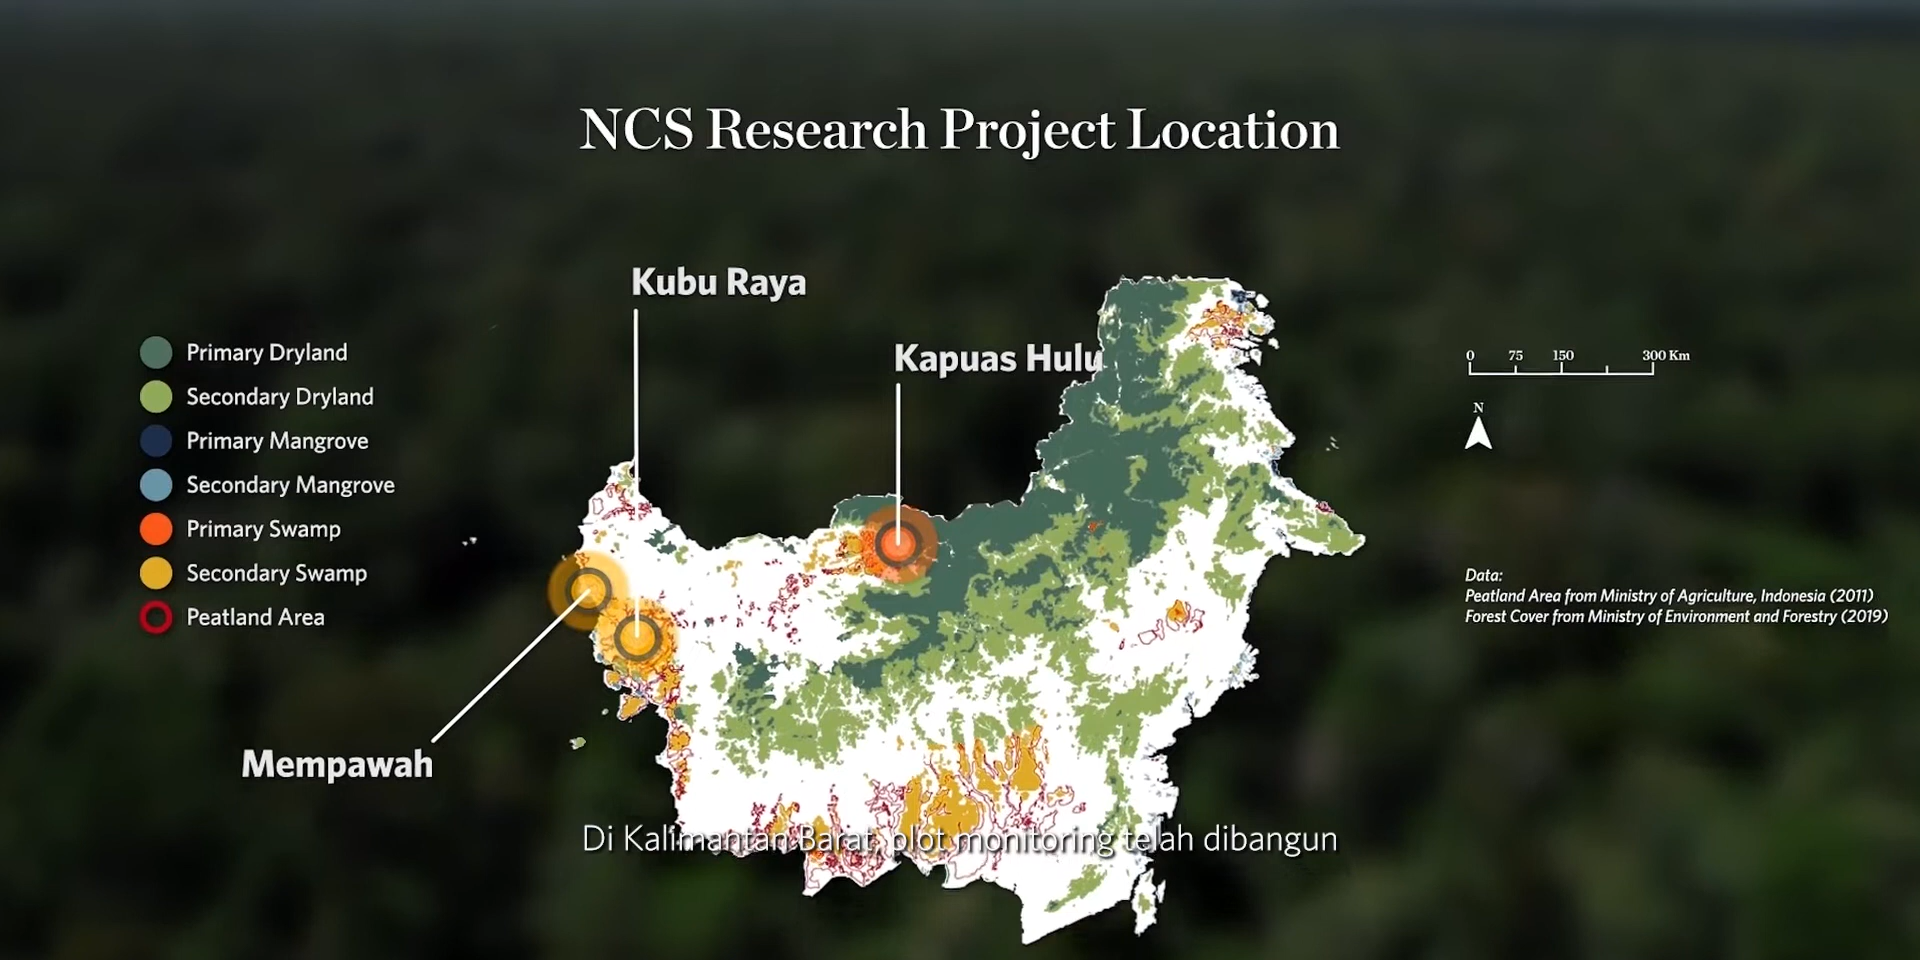 NCS Research Project Location
Kubu Raya
Kapuas Hulu
Mempawah
Primary Dryland
Secondary Dryland
Primary Mangrove
Secondary Mangrove
Primary Swamp
Secondary Swamp
Peatland Area
0 75 150 300 Km
N
Data:
Peatland Area from Ministry of Agriculture, Indonesia (2011)
Forest Cover from Ministry of Environment and Forestry (2019)
Di Kalimantan Barat, plot monitoring telah dibangun